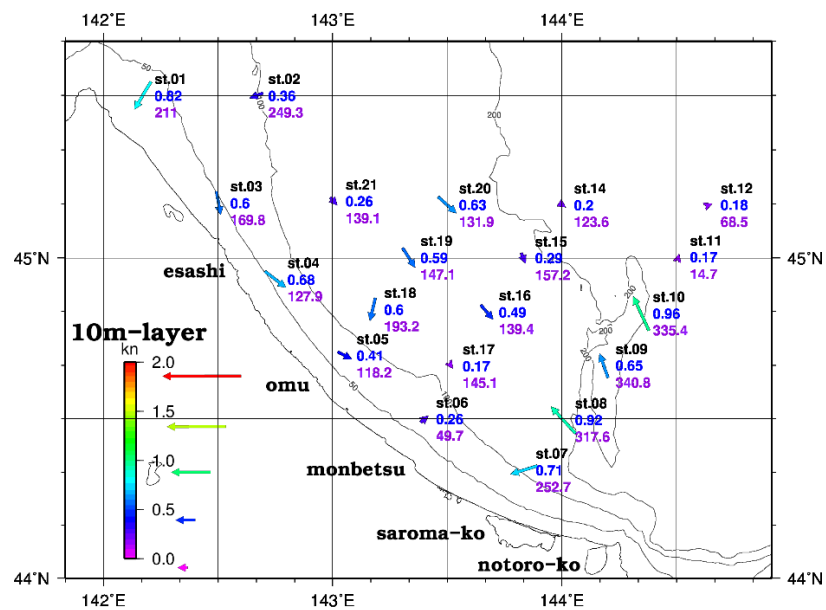 142°E
143°E
144°E
50
st.01
0.82
211
st.02
0.36
249.3
100
200
st.03
0.6
169.8
st.21
0.26
139.1
st.20
0.63
131.9
st.14
0.2
123.6
st.12
0.18
68.5
45°N
45°N
esashi
st.04
0.68
127.9
st.19
0.59
147.1
st.15
0.29
157.2
st.11
0.17
14.7
st.18
0.6
193.2
st.16
0.49
139.4
200
st.10
0.96
335.4
200
10m-layer
kn
2.0
1.5
1.0
0.5
0.0
st.05
0.41
118.2
st.17
0.17
145.1
st.09
0.65
340.8
200
omu
50
st.06
0.26
49.7
st.08
0.92
317.6
monbetsu
st.07
0.71
252.7
saroma-ko
notoro-ko
44°N
44°N
142°E
143°E
144°E